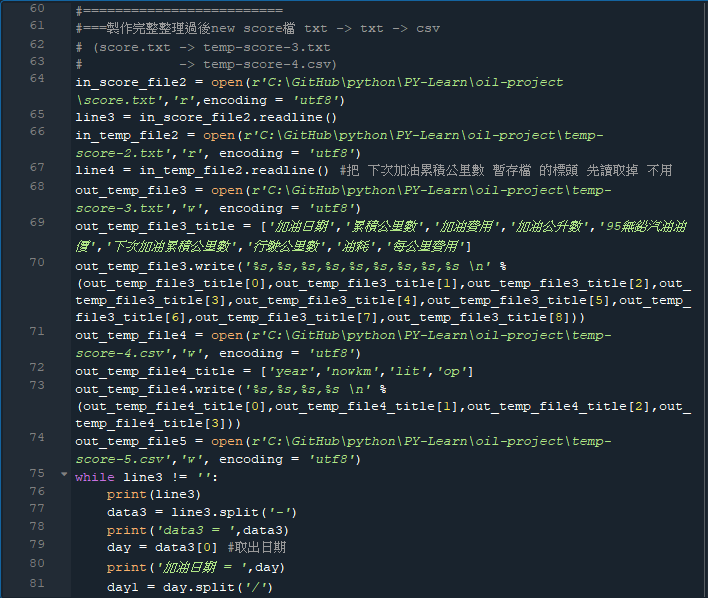 60 #=========================
61 #===製作完整整理過後new score檔 txt -> txt -> csv
62 # (score.txt -> temp-score-3.txt
63 #            -> temp-score-4.csv)
64 in_score_file2 = open(r'C:\GitHub\python\PY-Learn\oil-project
\score.txt','r',encoding = 'utf8')
65 line3 = in_score_file2.readline()
66 in_temp_file2 = open(r'C:\GitHub\python\PY-Learn\oil-project\temp-
score-2.txt','r', encoding = 'utf8')
67 line4 = in_temp_file2.readline() #把 下次加油累積公里數 暫存檔 的標頭 先讀取掉 不用
68 out_temp_file3 = open(r'C:\GitHub\python\PY-Learn\oil-project\temp-
score-3.txt','w', encoding = 'utf8')
69 out_temp_file3_title = ['加油日期','累積公里數','加油費用','加油公升數','95無鉛汽油油
價','下次加油累積公里數','行駛公里數','油耗','每公里費用']
70 out_temp_file3.write('%s,%s,%s,%s,%s,%s,%s,%s,%s \n' %
(out_temp_file3_title[0],out_temp_file3_title[1],out_temp_file3_title[2],out_
temp_file3_title[3],out_temp_file3_title[4],out_temp_file3_title[5],out_temp_
file3_title[6],out_temp_file3_title[7],out_temp_file3_title[8]))
71 out_temp_file4 = open(r'C:\GitHub\python\PY-Learn\oil-project\temp-
score-4.csv','w', encoding = 'utf8')
72 out_temp_file4_title = ['year','nowkm','lit','op']
73 out_temp_file4.write('%s,%s,%s,%s \n' %
(out_temp_file4_title[0],out_temp_file4_title[1],out_temp_file4_title[2],out_
temp_file4_title[3]))
74 out_temp_file5 = open(r'C:\GitHub\python\PY-Learn\oil-project\temp-
score-5.csv','w', encoding = 'utf8')
75 while line3 != '':
76     print(line3)
77     data3 = line3.split('-')
78     print('data3 = ',data3)
79     day = data3[0] #取出日期
80     print('加油日期 = ',day)
81     day1 = day.split('/')